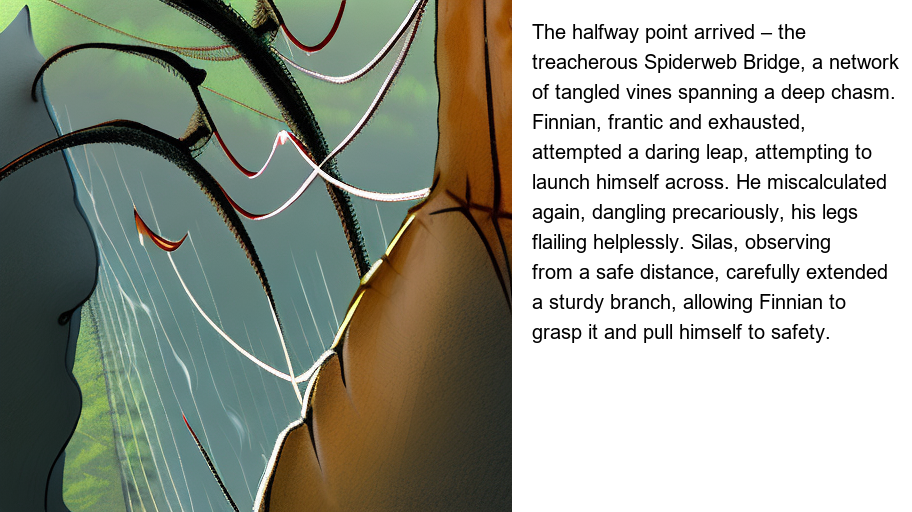 The halfway point arrived – the
treacherous Spiderweb Bridge, a network
of tangled vines spanning a deep chasm.
Finnian, frantic and exhausted,
attempted a daring leap, attempting to
launch himself across. He miscalculated
again, dangling precariously, his legs
flailing helplessly. Silas, observing
from a safe distance, carefully extended
a sturdy branch, allowing Finnian to
grasp it and pull himself to safety.